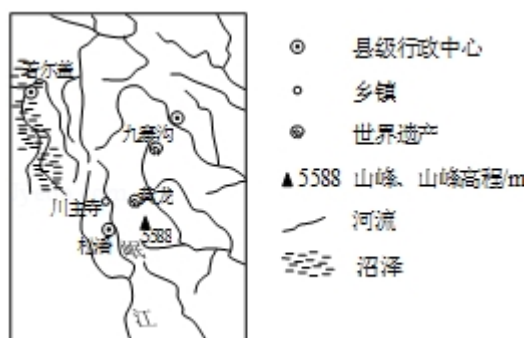 若尔盖
九寨沟
黄龙
川主寺
松潘
5588
岷
江
县级行政中心
乡镇
世界遗产
5588 山峰、山峰高程/m
河流
沼泽